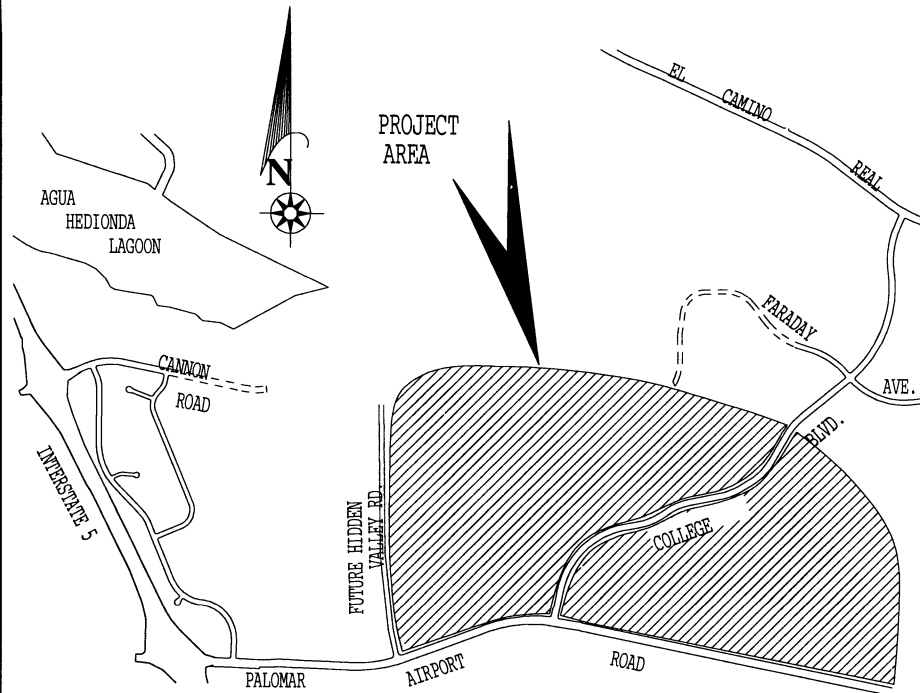 EL
CAMINO
REAL
PROJECT
AREA
N
AGUA
HEDIONDA
LAGOON
FARADAY
AVE.
CANNON
ROAD
BLVD.
COLLEGE
INTERSTATE 5
FUTURE HIDDEN
VALLEY RD.
PALOMAR
AIRPORT
ROAD